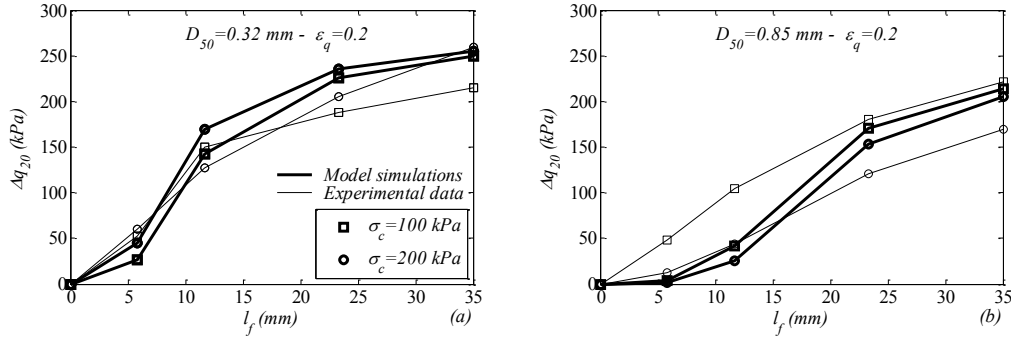 D50=0.32 mm - εq=0.2
300
250
200
150
100
50
0
Δq20 (kPa)
Model simulations
Experimental data
σc=100 kPa
σc=200 kPa
0 5 10 15 20 25 30 35
lf (mm)
(a)
D50=0.85 mm - εq=0.2
300
250
200
150
100
50
0
Δq20 (kPa)
0 5 10 15 20 25 30 35
lf (mm)
(b)